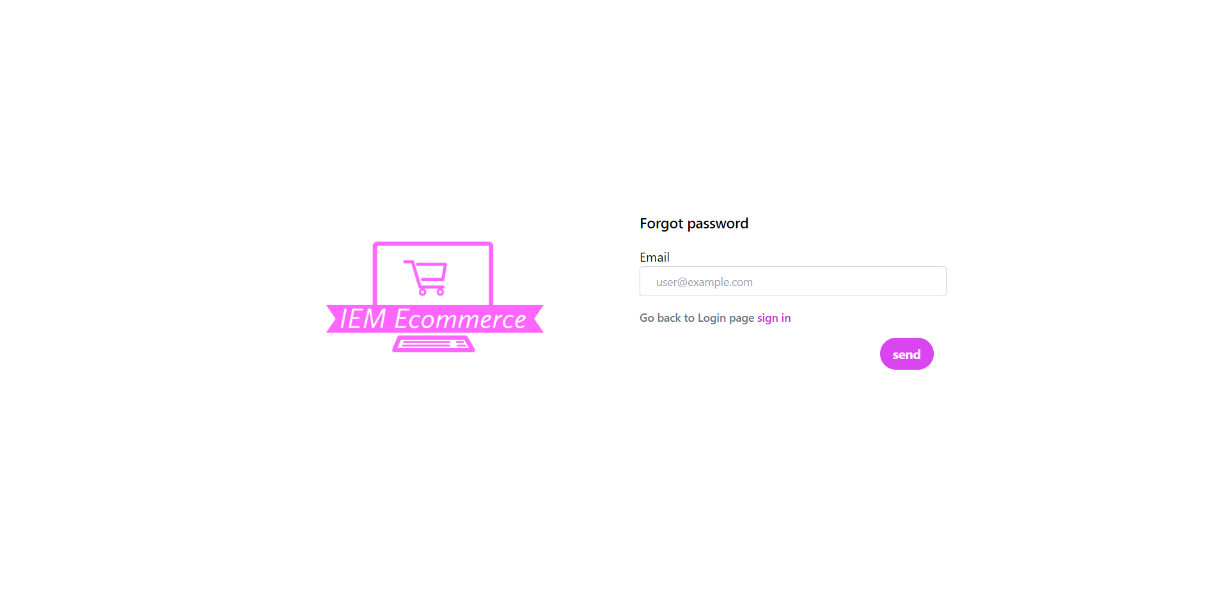 IEM Ecommerce
Forgot password
Email
user@example.com
Go back to Login page sign in
send